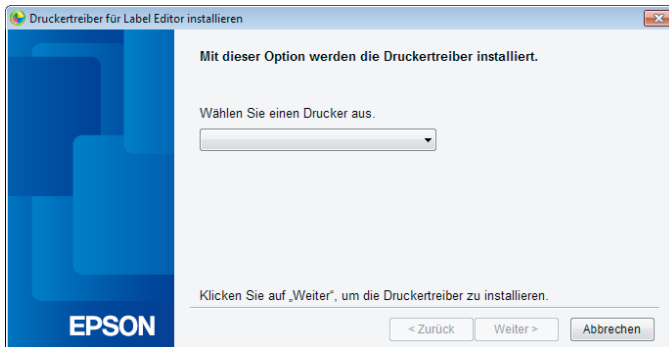 Druckertreiber für Label Editor installieren
Mit dieser Option werden die Druckertreiber installiert.
Wählen Sie einen Drucker aus.
Klicken Sie auf „Weiter“, um die Druckertreiber zu installieren.
EPSON
< Zurück
Weiter >
Abbrechen